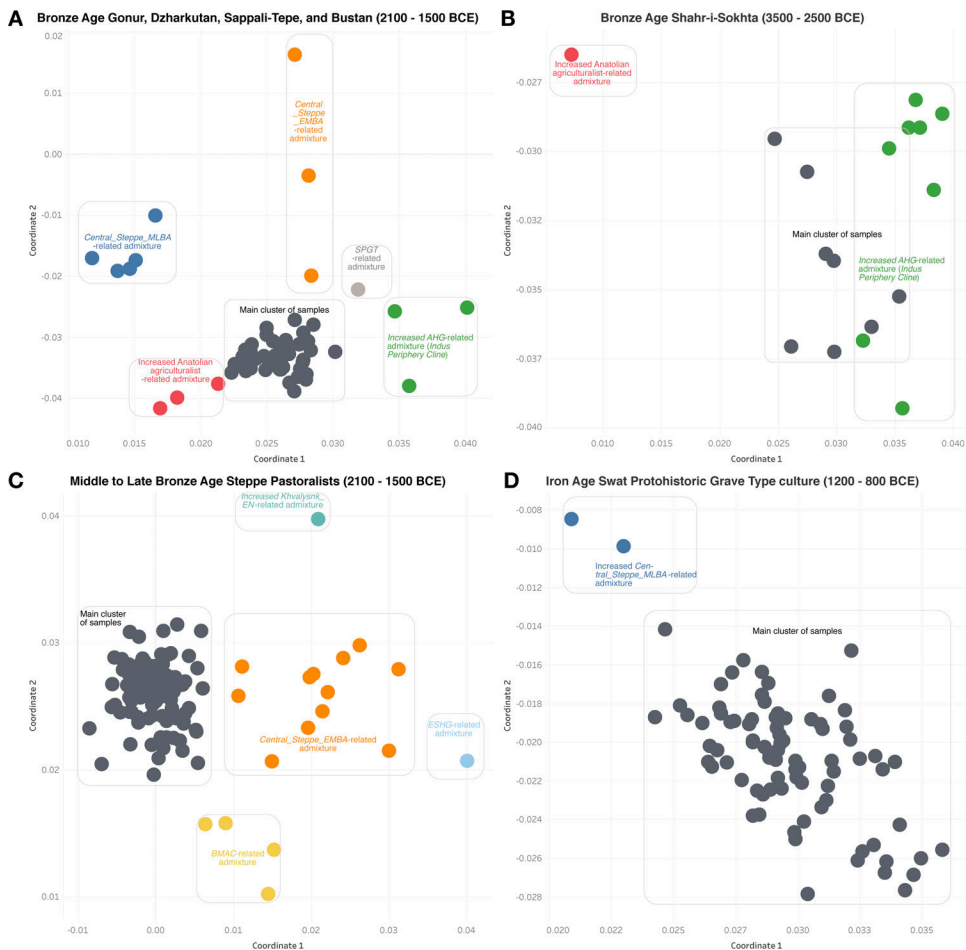 A
Bronze Age Gonur, Dzharkutan, Sappali-Tepe, and Bustan (2100 - 1500 BCE)
0.02
0.01
0.00
-0.01
-0.02
-0.03
-0.04
Coordinate 2
Central
_Steppe
_EMBA
-related
admixture
Central_Steppe_MLBA
-related admixture
SPGT
-related
admixture
Main cluster of samples
Increased AHG-related
admixture (Indus
Periphery Cline)
Increased Anatolian
agriculturalist
-related admixture
0.010
0.015
0.020
0.025
0.030
0.035
0.040
Coordinate 1
B
Bronze Age Shahr-i-Sokhta (3500 - 2500 BCE)
-0.027
-0.030
-0.032
-0.035
-0.037
-0.040
Coordinate 2
Increased Anatolian
agriculturalist-related
admixture
Main cluster of samples
Increased AHG-related
admixture (Indus
Periphery Cline)
0.010
0.015
0.020
0.025
0.030
0.035
0.040
Coordinate 1
C
Middle to Late Bronze Age Steppe Pastoralists (2100 - 1500 BCE)
0.04
0.03
0.02
0.01
Coordinate 2
Increased Khvalysnk_
EN-related admixture
Main cluster
of samples
Central_Steppe_EMBA-related
admixture
ESHG-related
admixture
BMAC-related
admixture
-0.01
0.00
0.01
0.02
0.03
0.04
Coordinate 1
D
Iron Age Swat Protohistoric Grave Type culture (1200 - 800 BCE)
-0.008
-0.010
-0.012
-0.014
-0.016
-0.018
-0.020
-0.022
-0.024
-0.026
-0.028
Coordinate 2
Increased Cen-
tral_Steppe_MLBA-related
admixture
Main cluster of samples
0.020
0.022
0.025
0.027
0.030
0.033
0.035
Coordinate 1